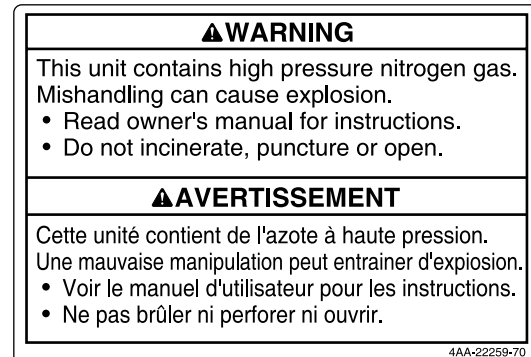 ⚠WARNING
This unit contains high pressure nitrogen gas.
Mishandling can cause explosion.
• Read owner's manual for instructions.
• Do not incinerate, puncture or open.
⚠AVERTISSEMENT
Cette unité contient de l'azote à haute pression.
Une mauvaise manipulation peut entrainer d'explosion.
• Voir le manuel d'utilisateur pour les instructions.
• Ne pas brûler ni perforer ni ouvrir.
4AA-22259-70